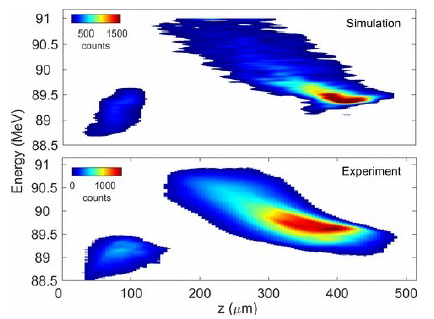 91
Simulation
500 1500
counts
90.5
90
89.5
89
88.5
Energy (MeV)
91
Experiment
0 1000
counts
90.5
90
89.5
89
88.5
0 100 200 300 400 500
z (μm)